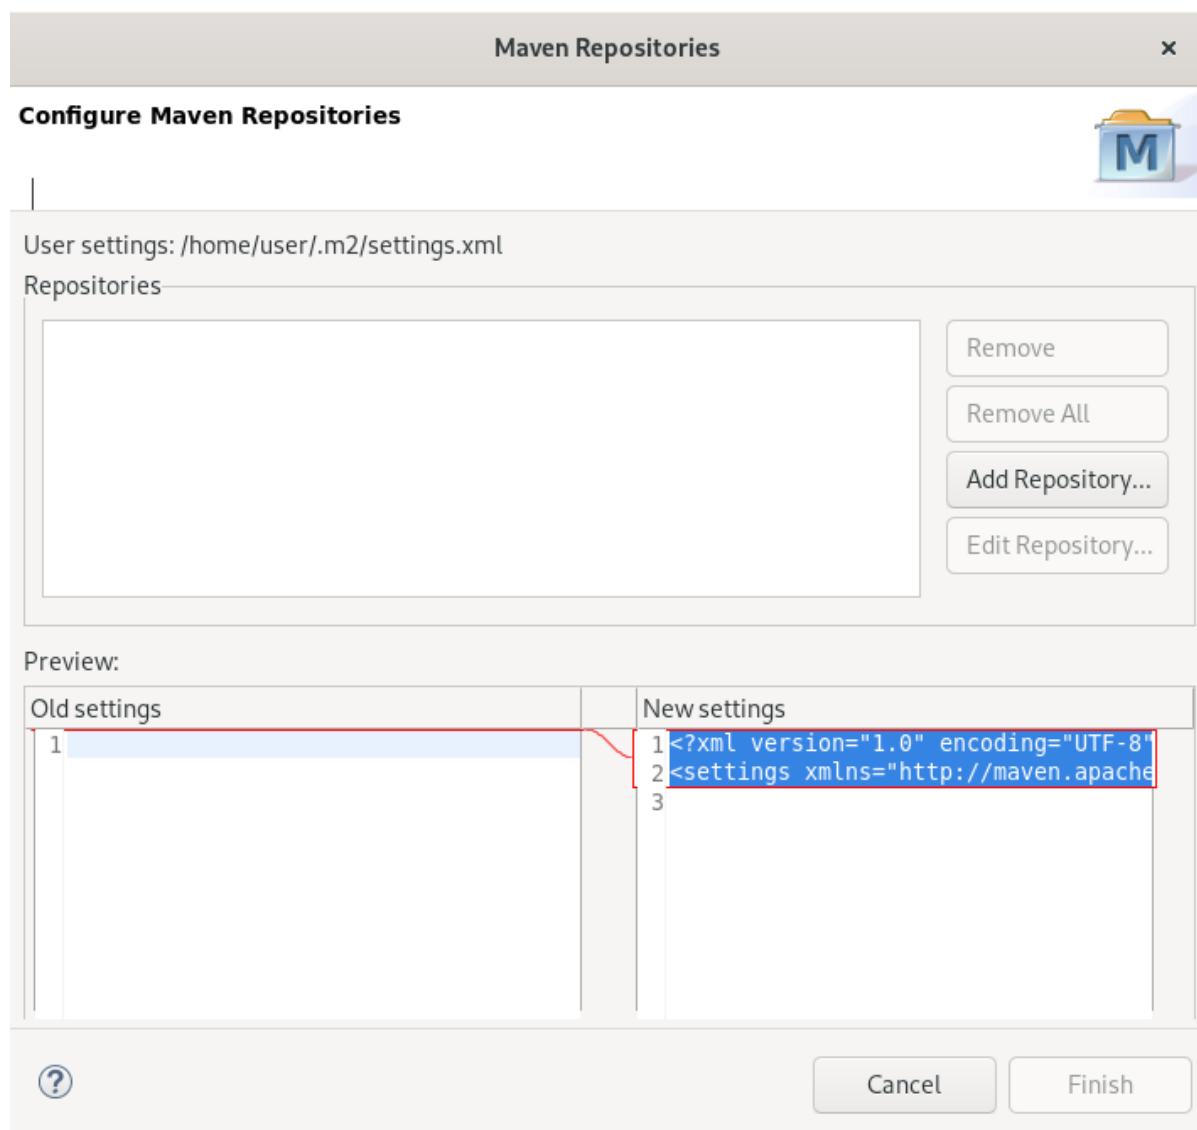 Maven Repositories ×
Configure Maven Repositories
M
User settings: /home/user/.m2/settings.xml
Repositories
Remove
Remove All
Add Repository...
Edit Repository...
Preview:
Old settings
1
New settings
1 <?xml version="1.0" encoding="UTF-8"
2 <settings xmlns="http://maven.apache
3
?
Cancel
Finish